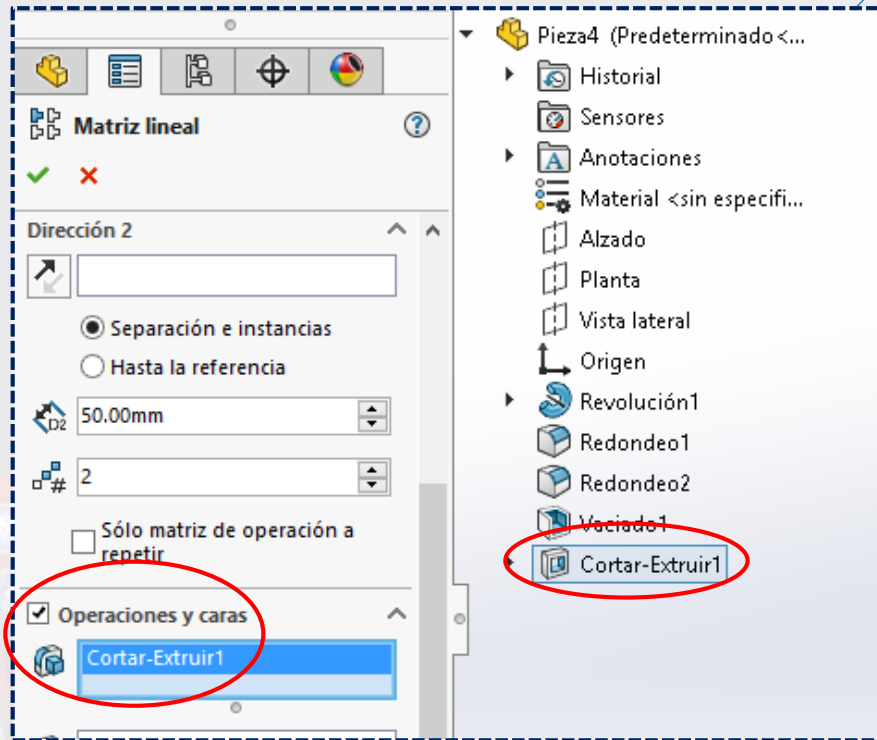 Matriz lineal
Dirección 2
Separación e instancias
Hasta la referencia
D2
50.00mm
#
2
Sólo matriz de operación a
repetir
Operaciones y caras
Cortar-Extruir1
Pieza4 (Predeterminado<...
Historial
Sensores
A
Anotaciones
Material <sin especifi...
Alzado
Planta
Vista lateral
Origen
Revolución1
Redondeo1
Redondeo2
Vaciado1
Cortar-Extruir1